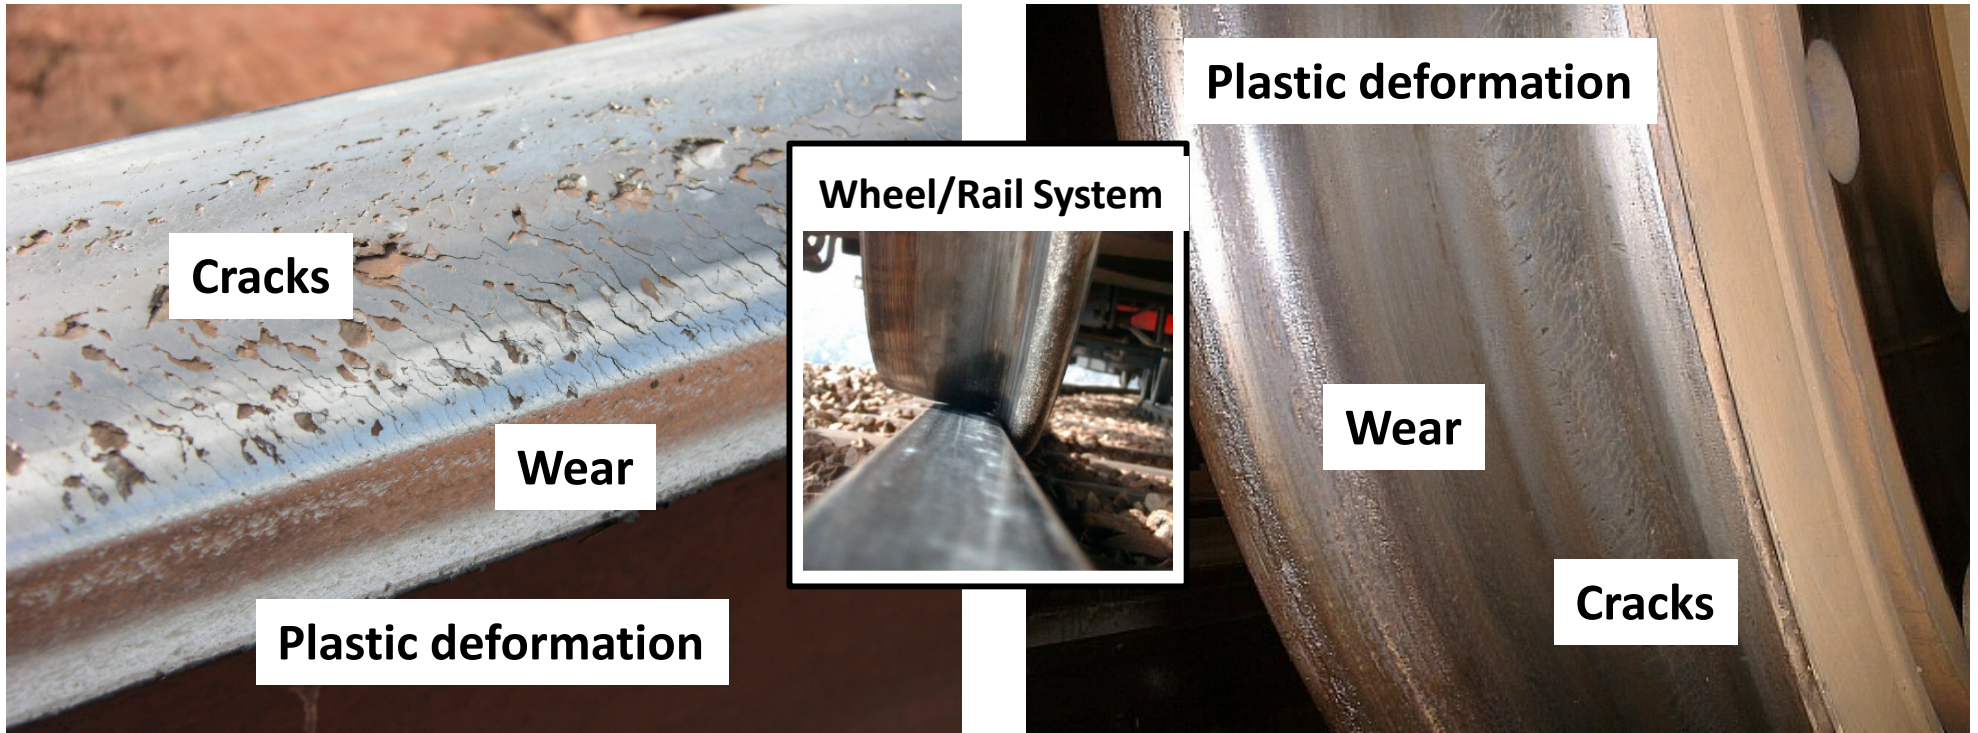 Cracks
Wear
Plastic deformation
Wheel/Rail System
Plastic deformation
Wear
Cracks